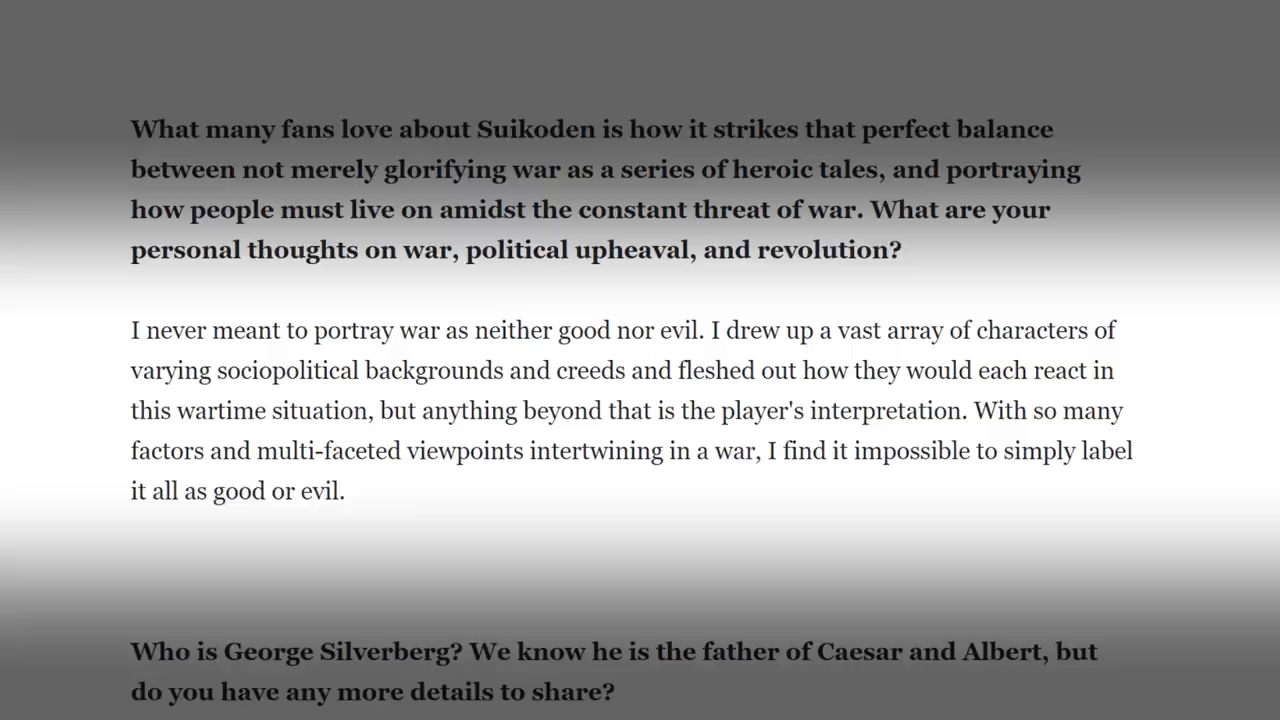 What many fans love about Suikoden is how it strikes that perfect balance
between not merely glorifying war as a series of heroic tales, and portraying
how people must live on amidst the constant threat of war. What are your
personal thoughts on war, political upheaval, and revolution?
I never meant to portray war as neither good nor evil. I drew up a vast array of characters of
varying sociopolitical backgrounds and creeds and fleshed out how they would each react in
this wartime situation, but anything beyond that is the player's interpretation. With so many
factors and multi-faceted viewpoints intertwining in a war, I find it impossible to simply label
it all as good or evil.
Who is George Silverberg? We know he is the father of Caesar and Albert, but
do you have any more details to share?